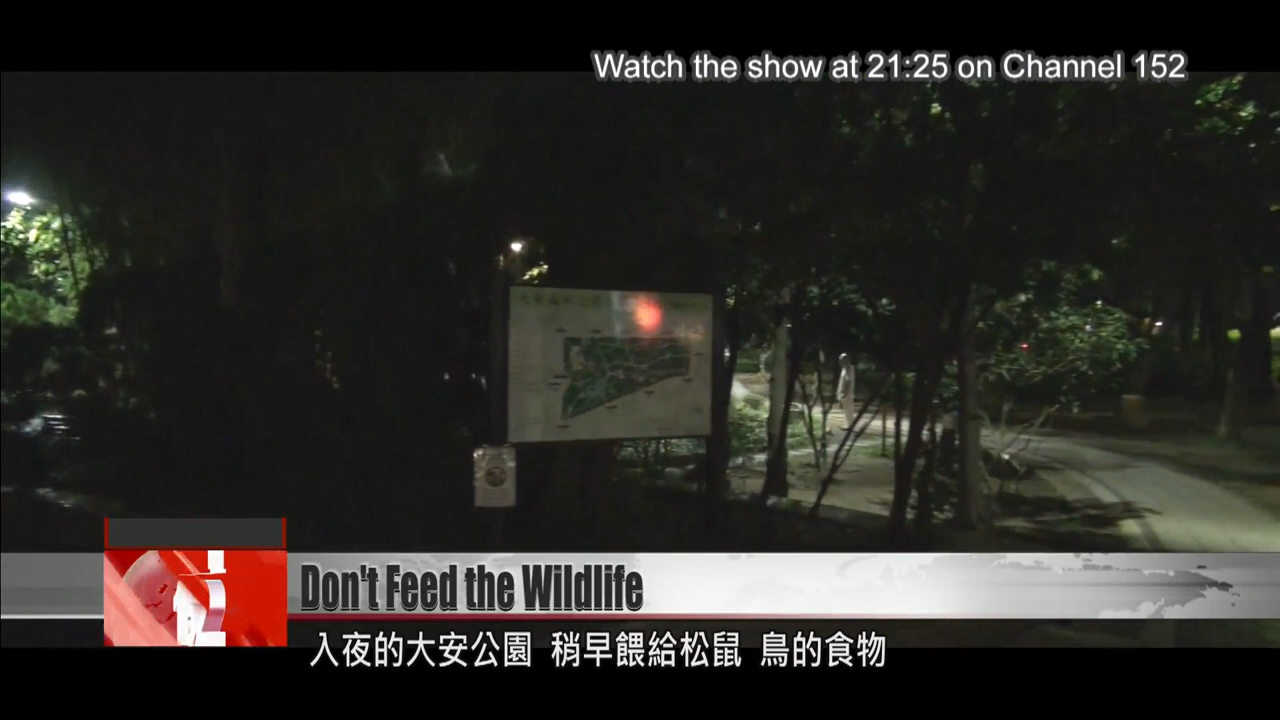 Watch the show at 21:25 on Channel 152
Don't Feed the Wildlife
入夜的大安公園 稍早餵給松鼠 鳥的食物